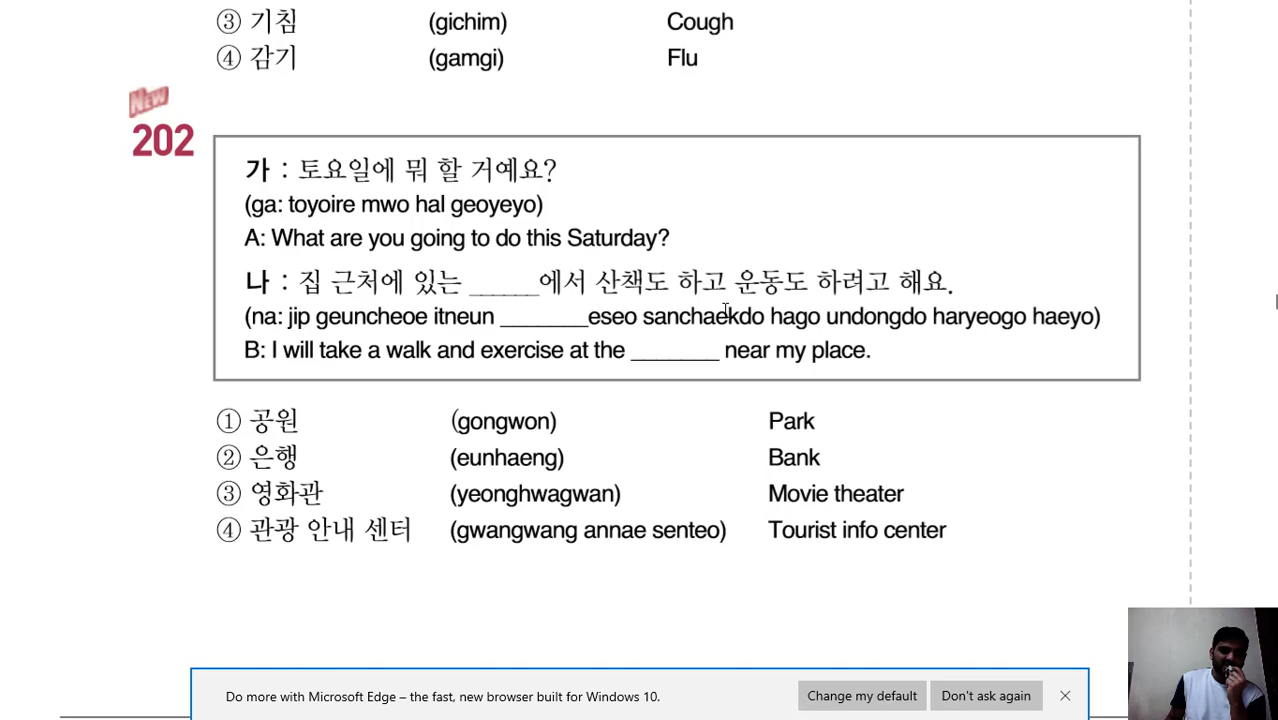 ③ 기침 (gichim) Cough
④ 감기 (gamgi) Flu
New
202
가 : 토요일에 뭐 할 거예요?
(ga: toyoire mwo hal geoyeyo)
A: What are you going to do this Saturday?
나 : 집 근처에 있는 ______에서 산책도 하고 운동도 하려고 해요.
(na: jip geuncheoe itneun _______eseo sanchaekdo hago undongdo haryeogo haeyo)
B: I will take a walk and exercise at the _______ near my place.
① 공원 (gongwon) Park
② 은행 (eunhaeng) Bank
③ 영화관 (yeonghwagwan) Movie theater
④ 관광 안내 센터 (gwangwang annae senteo) Tourist info center
Do more with Microsoft Edge – the fast, new browser built for Windows 10. Change my default Don't ask again